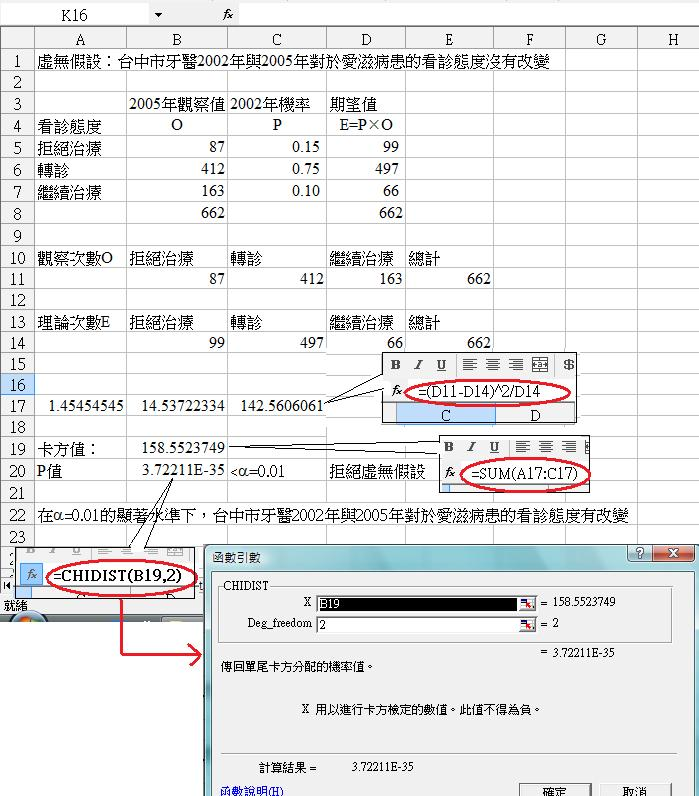 K16 fx
A B C D E F G H
1 虛無假設：台中市牙醫2002年與2005年對於愛滋病患的看診態度沒有改變
2
3 2005年觀察值 2002年機率 期望值
4 看診態度 O P E=P×O
5 拒絕治療 87 0.15 99
6 轉診 412 0.75 497
7 繼續治療 163 0.10 66
8 662 662
9
10 觀察次數O 拒絕治療 轉診 繼續治療 總計
11 87 412 163 662
12
13 理論次數E 拒絕治療 轉診 繼續治療 總計
14 99 497 66 662
15
B I U $
16
fx =(D11-D14)^2/D14
17 1.45454545 14.53722334 142.5606061
C D
18
B I U
19 卡方值： 158.5523749
20 P值 3.72211E-35 <α=0.01 拒絕虛無假設
fx =SUM(A17:C17)
21
22 在α=0.01的顯著水準下，台中市牙醫2002年與2005年對於愛滋病患的看診態度有改變
23
B I U
fx =CHIDIST(B19,2)
就緒
函數引數
CHIDIST
X B19 = 158.5523749
Deg_freedom 2 = 2
= 3.72211E-35
傳回單尾卡方分配的機率值。
X 用以進行卡方檢定的數值。此值不得為負。
計算結果 = 3.72211E-35
函數說明(H) 確定 取消